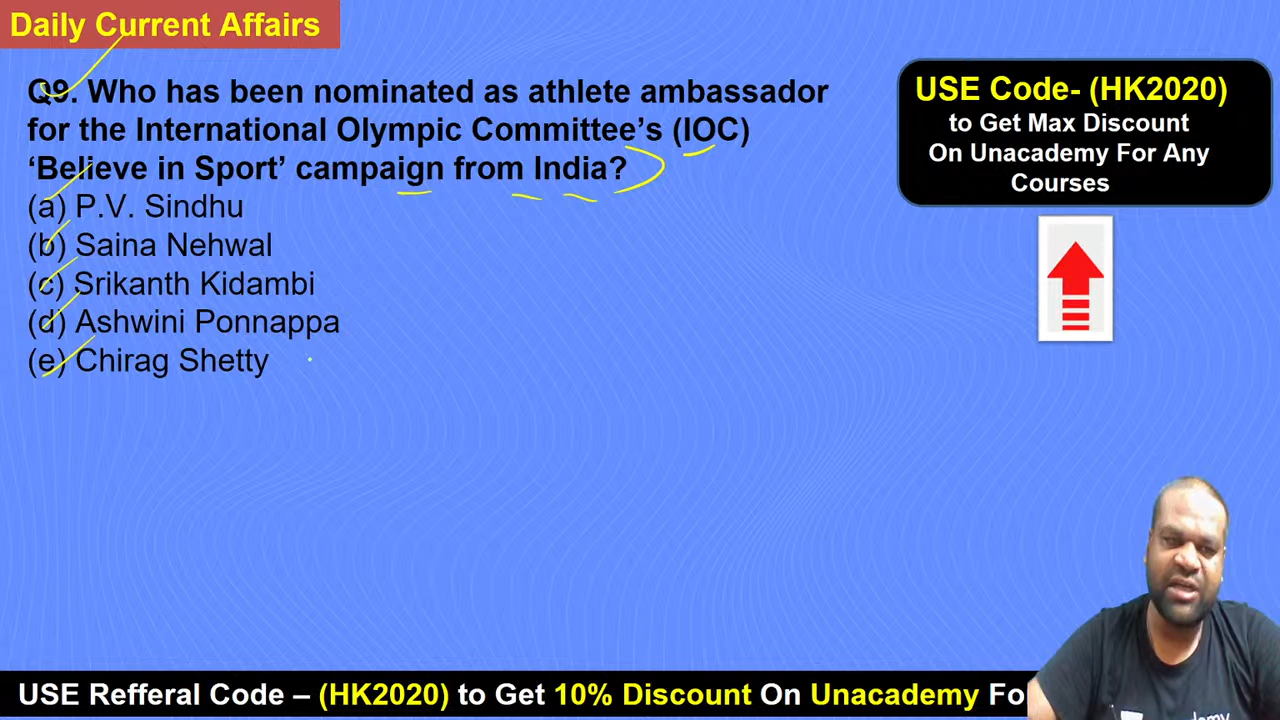 Daily Current Affairs
Q9. Who has been nominated as athlete ambassador
for the International Olympic Committee’s (IOC)
‘Believe in Sport’ campaign from India?
(a) P.V. Sindhu
(b) Saina Nehwal
(c) Srikanth Kidambi
(d) Ashwini Ponnappa
(e) Chirag Shetty
USE Code- (HK2020)
to Get Max Discount
On Unacademy For Any
Courses
USE Refferal Code – (HK2020) to Get 10% Discount On Unacademy Fo